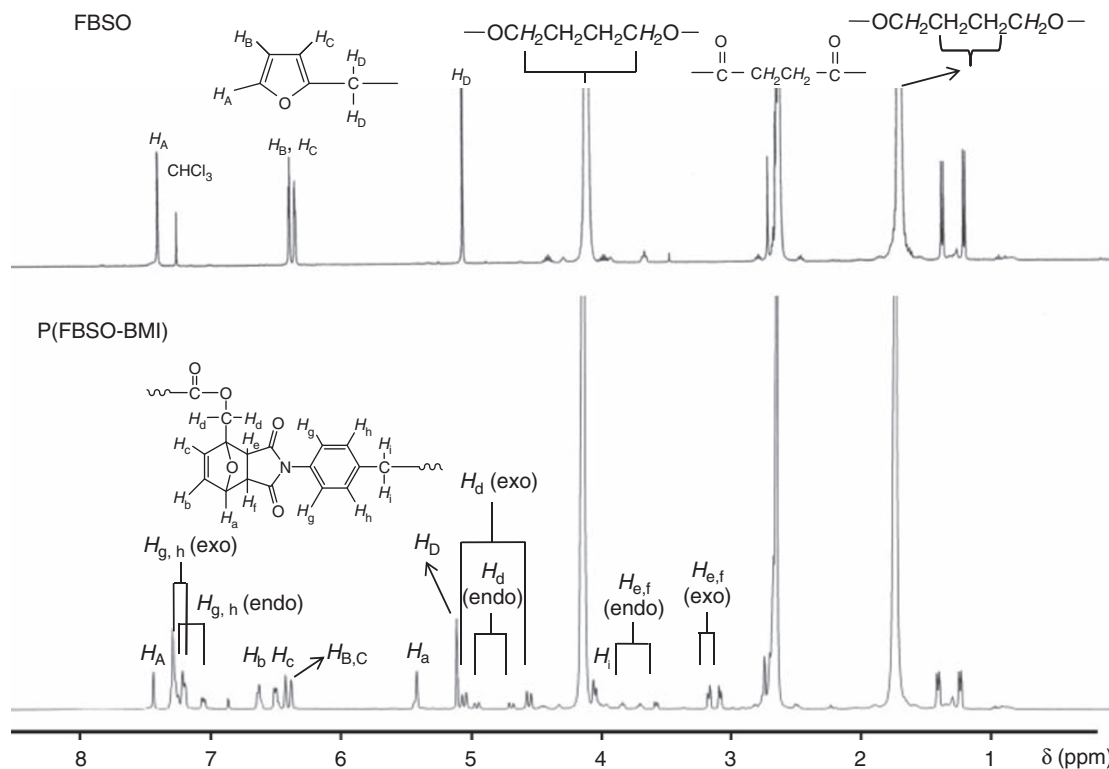 FBSO
H_B H_C
H_D
C
H_D
H_A O
H_D
—OCH2CH2CH2CH2O—
O O
C CH2CH2 C
—OCH2CH2CH2CH2O—
H_A
CHCl3
H_B, H_C
P(FBSO-BMI)
O
C O
H_d C H_d
H_c H_e O H_g H_h H_i
O N C
H_b H_f O H_g H_h H_i
H_a
H_g, h (exo)
H_g, h (endo)
H_A
H_b H_c
H_B,C
H_a
H_D
H_d (exo)
H_d
(endo)
H_i
H_e,f
(endo)
H_e,f
(exo)
8 7 6 5 4 3 2 1 δ (ppm)